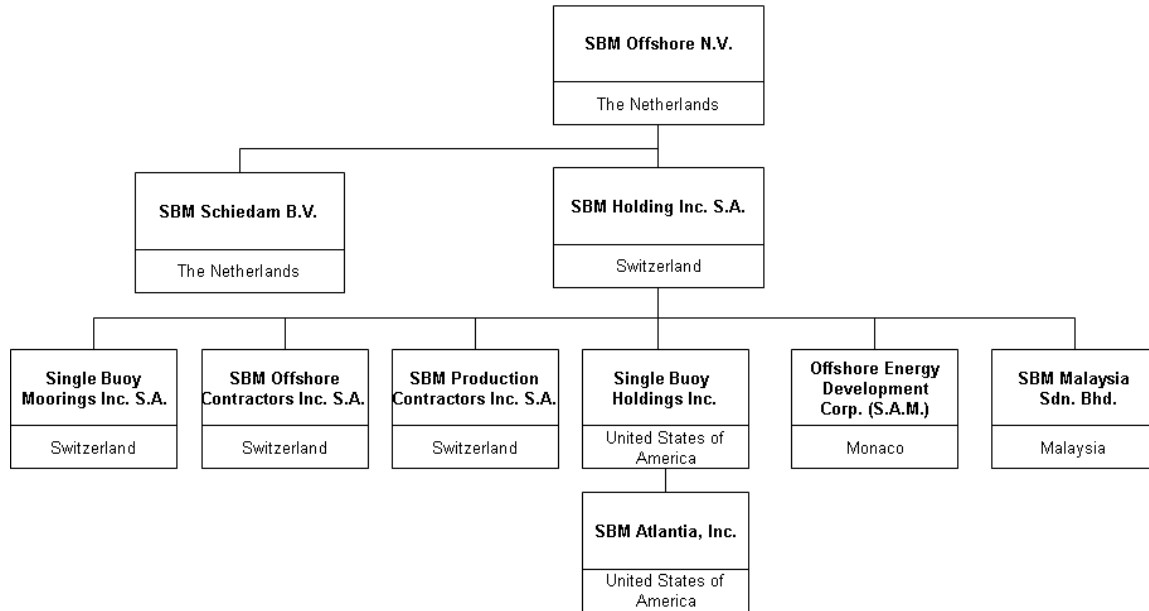 SBM Offshore N.V.
The Netherlands
SBM Schiedam B.V.
The Netherlands
SBM Holding Inc. S.A.
Switzerland
Single Buoy
Moorings Inc. S.A.
Switzerland
SBM Offshore
Contractors Inc. S.A.
Switzerland
SBM Production
Contractors Inc. S.A.
Switzerland
Single Buoy
Holdings Inc.
United States of
America
Offshore Energy
Development
Corp. (S.A.M.)
Monaco
SBM Malaysia
Sdn. Bhd.
Malaysia
SBM Atlantia, Inc.
United States of
America